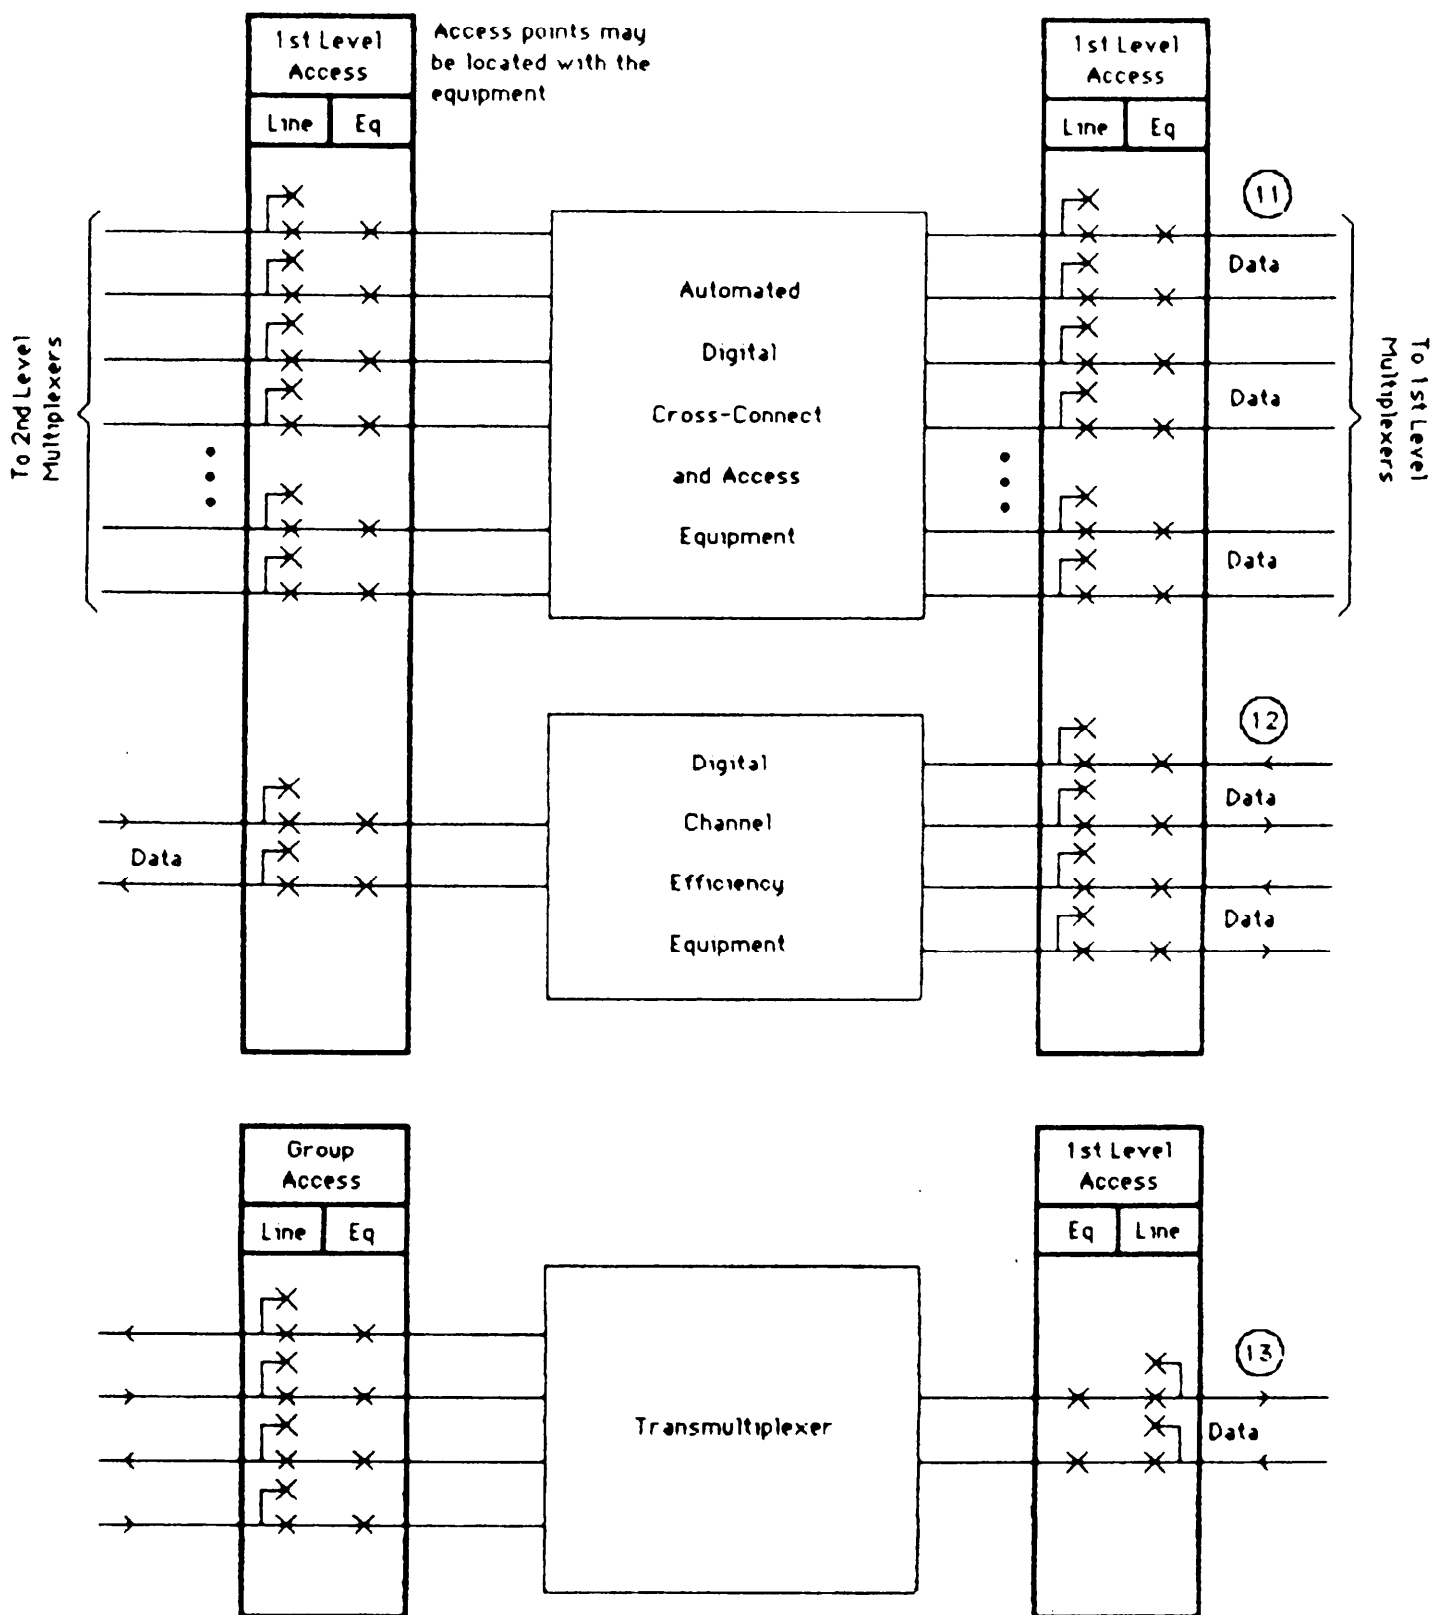 1st Level
Access
Line Eq
Access points may
be located with the
equipment
1st Level
Access
Line Eq
To 2nd Level
Multiplexers
Automated
Digital
Cross-Connect
and Access
Equipment
11
Data
Data
Data
To 1st Level
Multiplexers
Data
Digital
Channel
Efficiency
Equipment
12
Data
Data
Group
Access
Line Eq
1st Level
Access
Eq Line
Transmultiplexer
13
Data